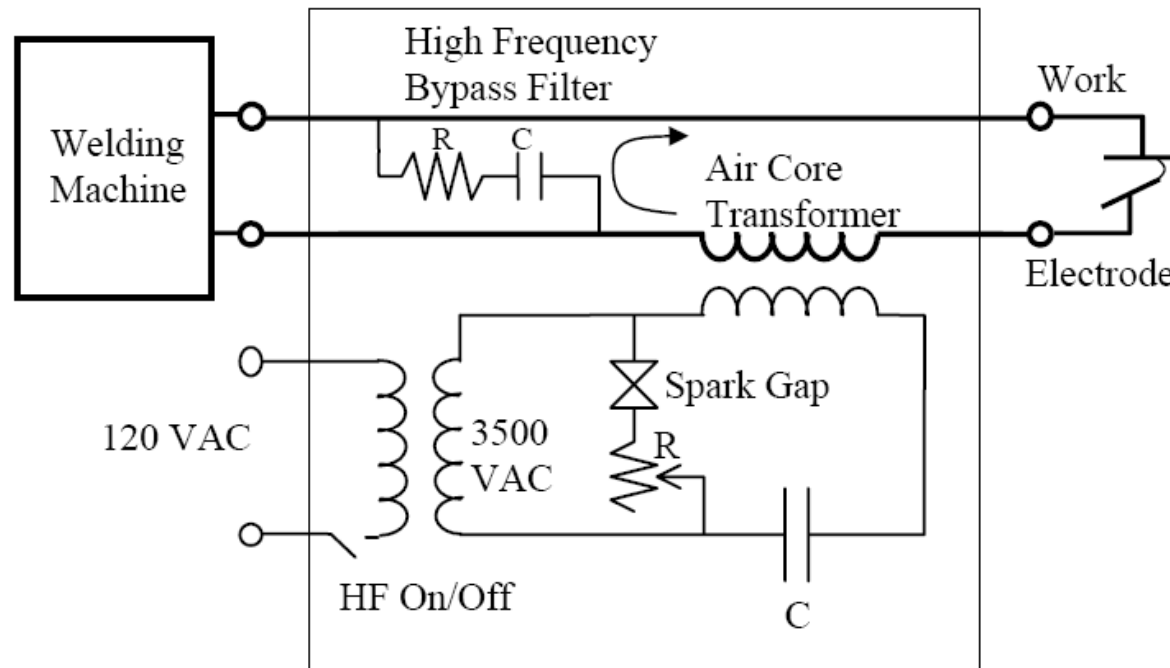 High Frequency
Bypass Filter
Work
Welding
Machine
R
C
Air Core
Transformer
Electrode
Spark Gap
120 VAC
3500
VAC
R
HF On/Off
C